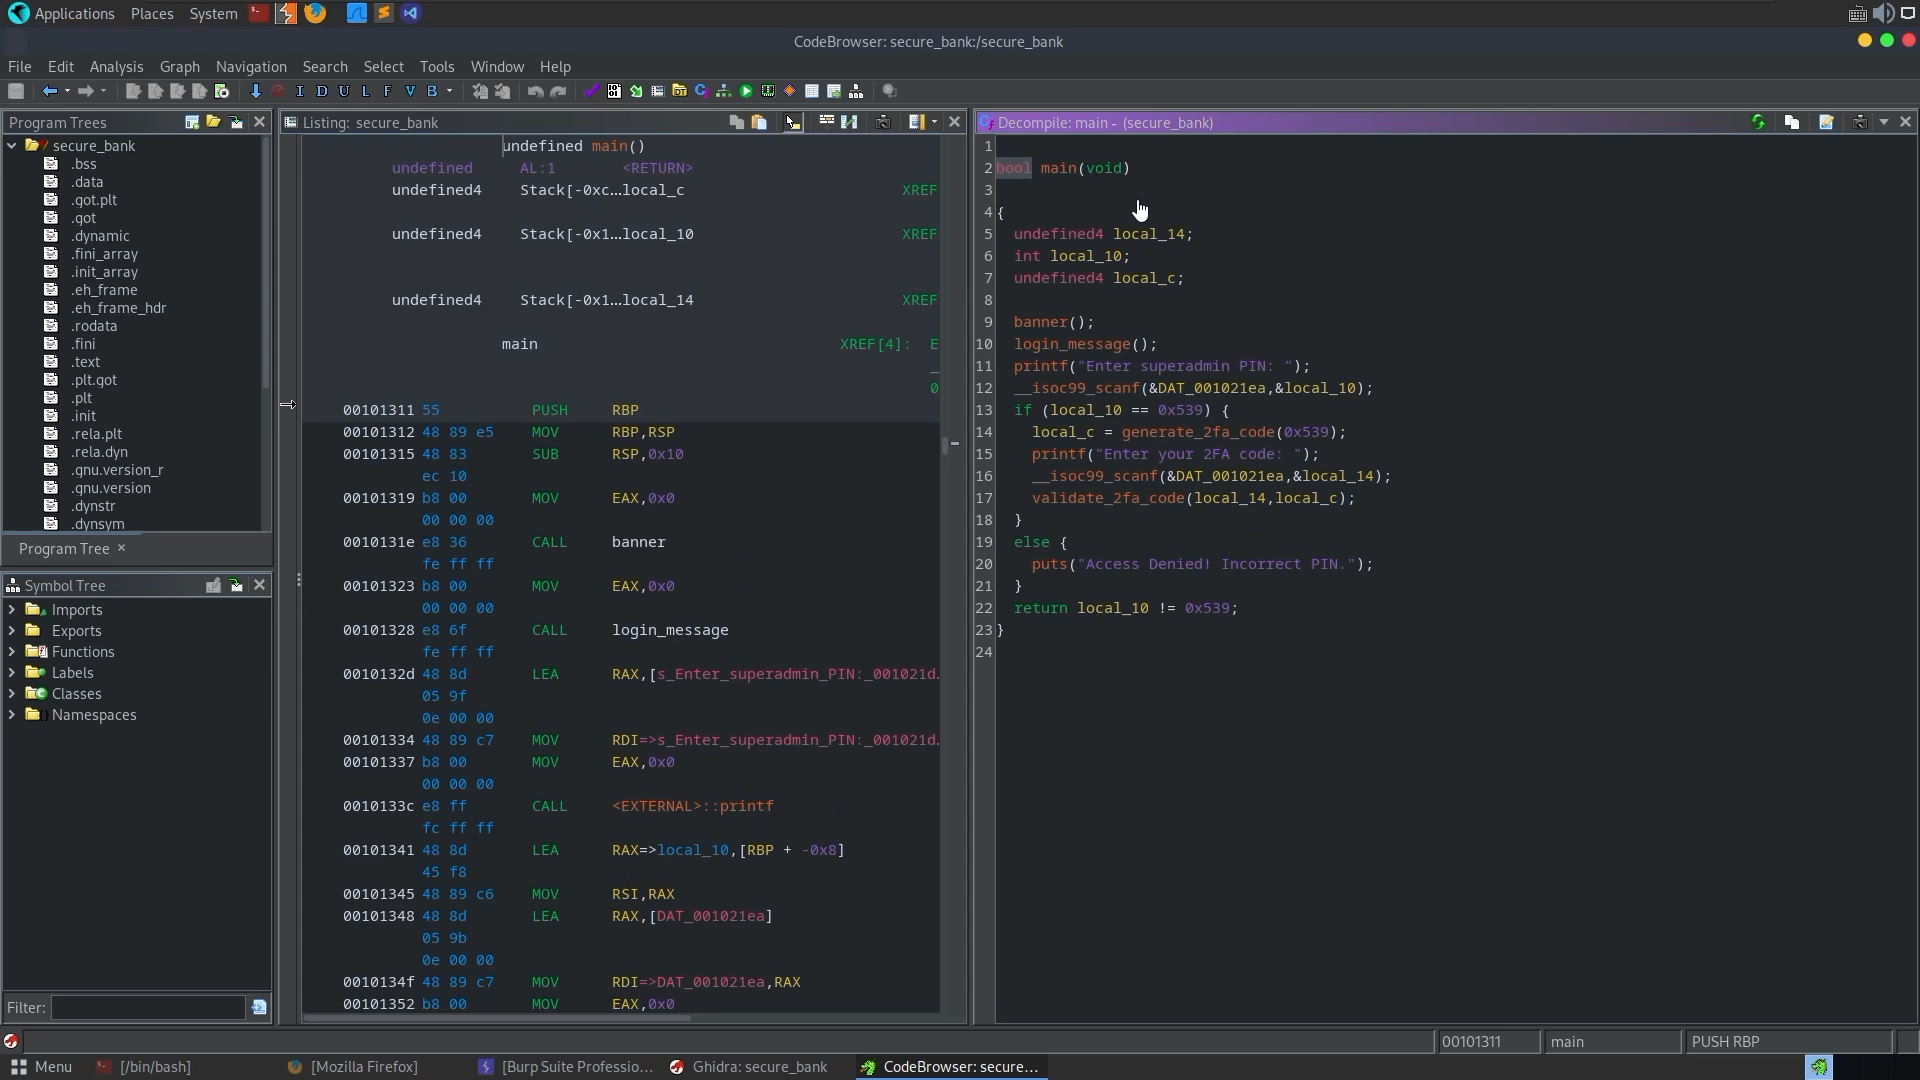 Applications Places System
CodeBrowser: secure_bank:/secure_bank
File Edit Analysis Graph Navigation Search Select Tools Window Help
I D U L F V B
Program Trees
secure_bank
.bss
.data
.got.plt
.got
.dynamic
.fini_array
.init_array
.eh_frame
.eh_frame_hdr
.rodata
.fini
.text
.plt.got
.plt
.init
.rela.plt
.rela.dyn
.gnu.version_r
.gnu.version
.dynstr
.dynsym
Program Tree ×
Symbol Tree
Imports
Exports
Functions
Labels
Classes
Namespaces
Filter:
Listing: secure_bank
undefined main()
undefined AL:1 <RETURN>
undefined4 Stack[-0xc...local_c XREF
undefined4 Stack[-0x1...local_10 XREF
undefined4 Stack[-0x1...local_14 XREF
main XREF[4]: E
_
0
00101311 55 PUSH RBP
00101312 48 89 e5 MOV RBP,RSP
00101315 48 83 SUB RSP,0x10
ec 10
00101319 b8 00 MOV EAX,0x0
00 00 00
0010131e e8 36 CALL banner
fe ff ff
00101323 b8 00 MOV EAX,0x0
00 00 00
00101328 e8 6f CALL login_message
fe ff ff
0010132d 48 8d LEA RAX,[s_Enter_superadmin_PIN:_001021d.
05 9f
0e 00 00
00101334 48 89 c7 MOV RDI=>s_Enter_superadmin_PIN:_001021d.
00101337 b8 00 MOV EAX,0x0
00 00 00
0010133c e8 ff CALL <EXTERNAL>::printf
fc ff ff
00101341 48 8d LEA RAX=>local_10,[RBP + -0x8]
45 f8
00101345 48 89 c6 MOV RSI,RAX
00101348 48 8d LEA RAX,[DAT_001021ea]
05 9b
0e 00 00
0010134f 48 89 c7 MOV RDI=>DAT_001021ea,RAX
00101352 b8 00 MOV EAX,0x0
Decompile: main - (secure_bank)
1
2 bool main(void)
3
4 {
5 undefined4 local_14;
6 int local_10;
7 undefined4 local_c;
8
9 banner();
10 login_message();
11 printf("Enter superadmin PIN: ");
12 __isoc99_scanf(&DAT_001021ea,&local_10);
13 if (local_10 == 0x539) {
14 local_c = generate_2fa_code(0x539);
15 printf("Enter your 2FA code: ");
16 __isoc99_scanf(&DAT_001021ea,&local_14);
17 validate_2fa_code(local_14,local_c);
18 }
19 else {
20 puts("Access Denied! Incorrect PIN.");
21 }
22 return local_10 != 0x539;
23 }
24
00101311 main PUSH RBP
Menu [/bin/bash] [Mozilla Firefox] [Burp Suite Professio... Ghidra: secure_bank CodeBrowser: secure...